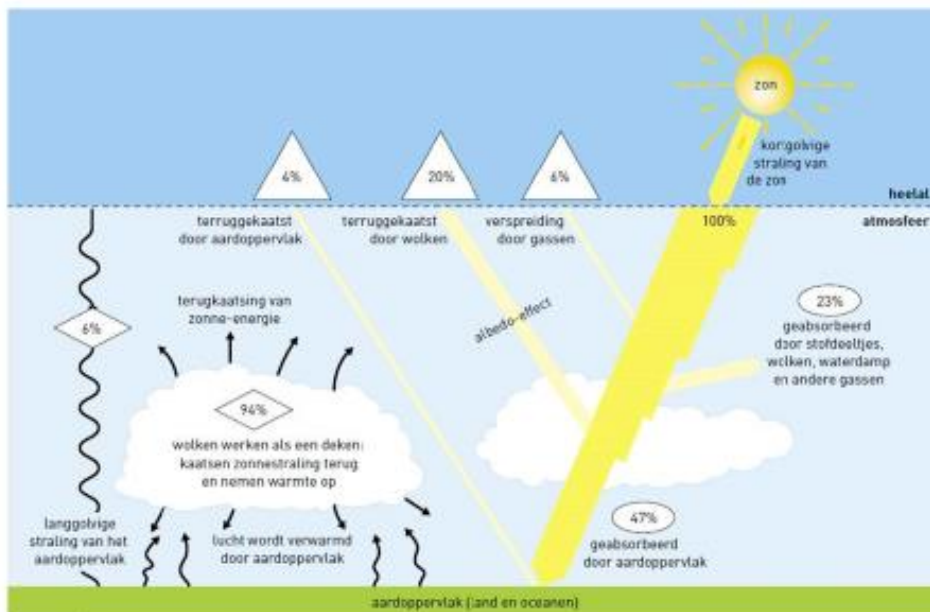 zon
kortgolvige
straling van
de zon
heelal
atmosfeer
4%
20%
6%
100%
terruggekaatst
door aardoppervlak
terruggekaatst
door wolken
verspreiding
door gassen
albedo-effect
23%
geabsorbeerd
door stofdeeltjes,
wolken, waterdamp
en andere gassen
terugkaatsing van
zonne-energie
6%
94%
wolken werken als een deken:
kaatsen zonnestraling terug
en nemen warmte op
langgolvige
straling van het
aardoppervlak
lucht wordt verwarmd
door aardoppervlak
47%
geabsorbeerd
door aardoppervlak
aardoppervlak (land en oceanen)